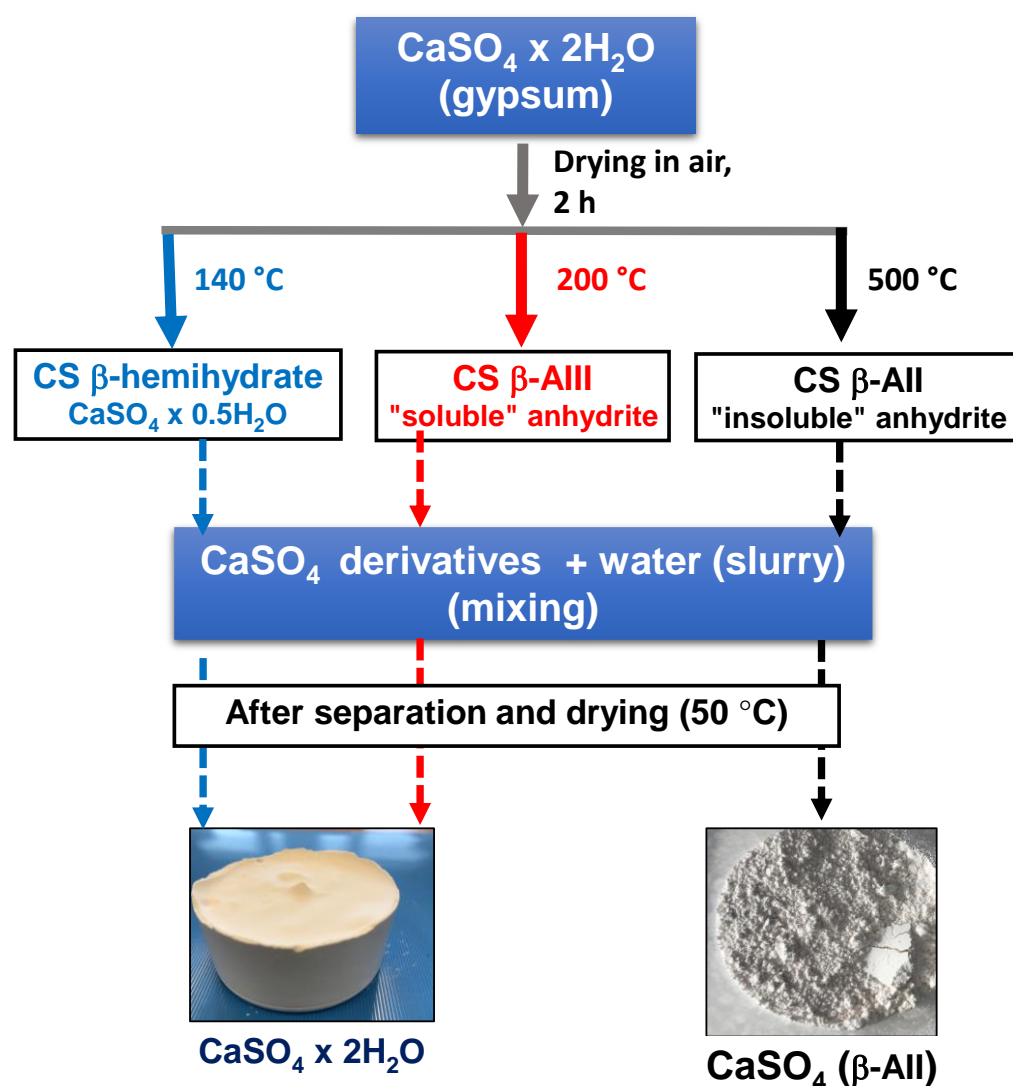 CaSO₄ x 2H₂O
(gypsum)
Drying in air,
2 h
140 °C
200 °C
500 °C
CS β-hemihydrate
CaSO₄ x 0.5H₂O
CS β-AIII
"soluble" anhydrite
CS β-AII
"insoluble" anhydrite
CaSO₄ derivatives + water (slurry)
(mixing)
After separation and drying (50 °C)
CaSO₄ x 2H₂O
CaSO₄ (β-AII)